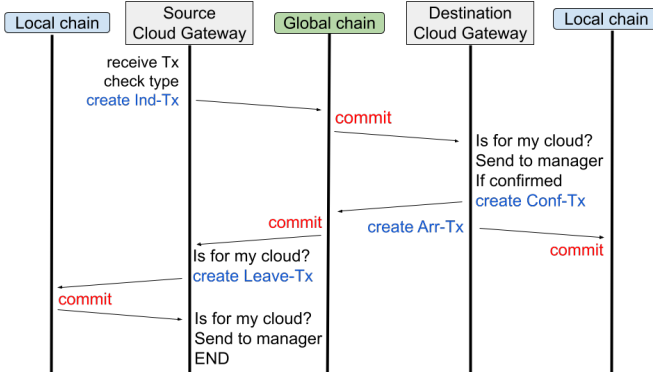 Local chain
Source
Cloud Gateway
Global chain
Destination
Cloud Gateway
Local chain
receive Tx
check type
create Ind-Tx
commit
Is for my cloud?
Send to manager
If confirmed
create Conf-Tx
commit
create Arr-Tx
commit
Is for my cloud?
create Leave-Tx
commit
Is for my cloud?
Send to manager
END